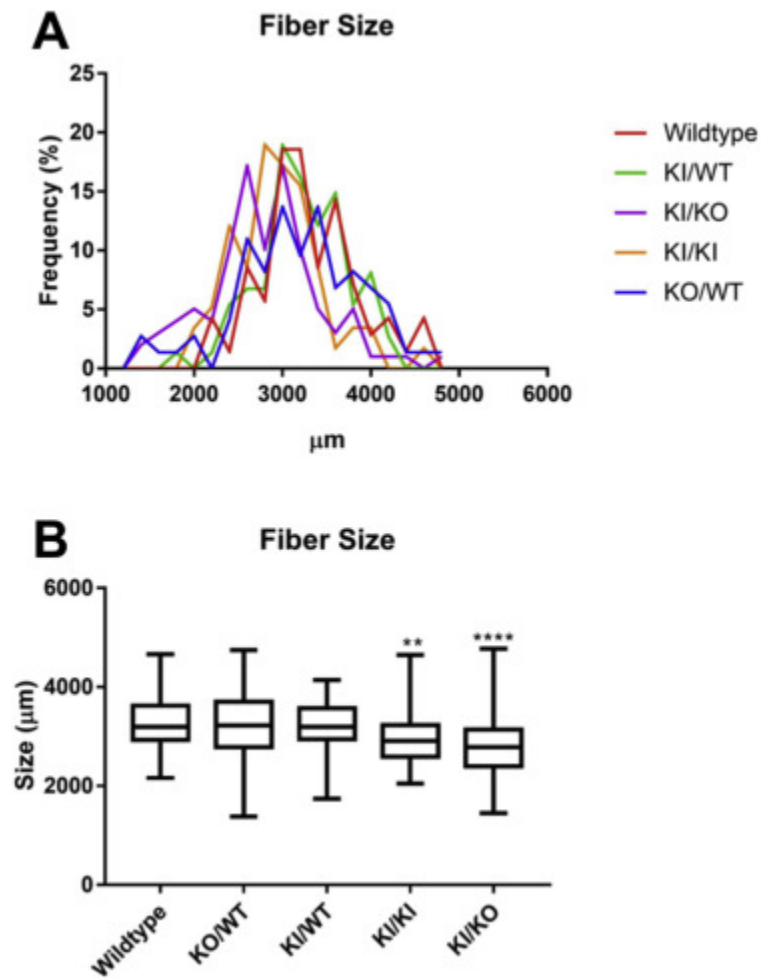 A
Fiber Size
25
20
15
10
5
0
Frequency (%)
1000 2000 3000 4000 5000 6000
μm
Wildtype
KI/WT
KI/KO
KI/KI
KO/WT
B
Fiber Size
6000
4000
2000
0
Size (μm)
** ****
Wildtype KO/WT KI/WT KI/KI KI/KO